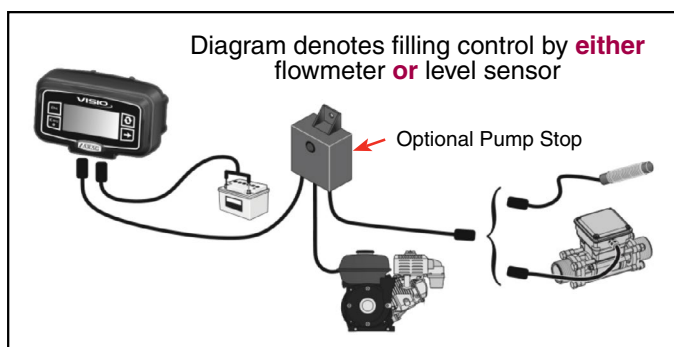 Diagram denotes filling control by either
flowmeter or level sensor
VISIO
Optional Pump Stop